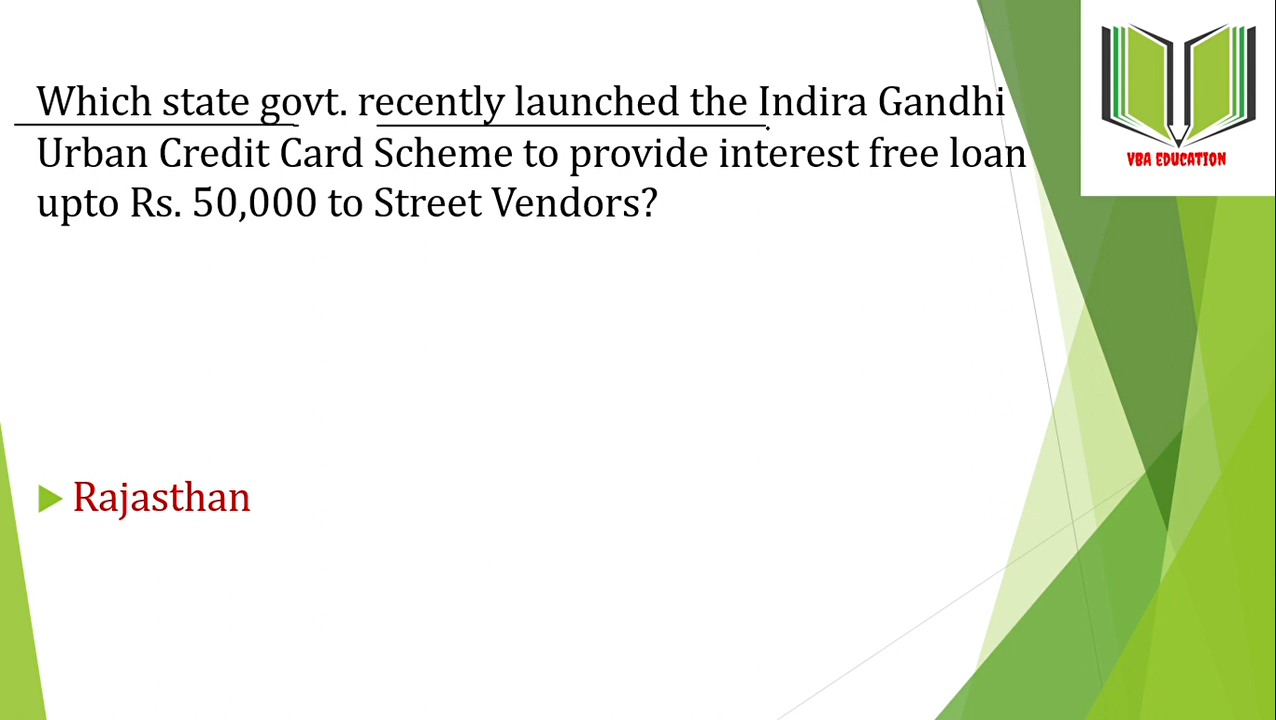 Which state govt. recently launched the Indira Gandhi
Urban Credit Card Scheme to provide interest free loan
upto Rs. 50,000 to Street Vendors?
VBA EDUCATION
Rajasthan